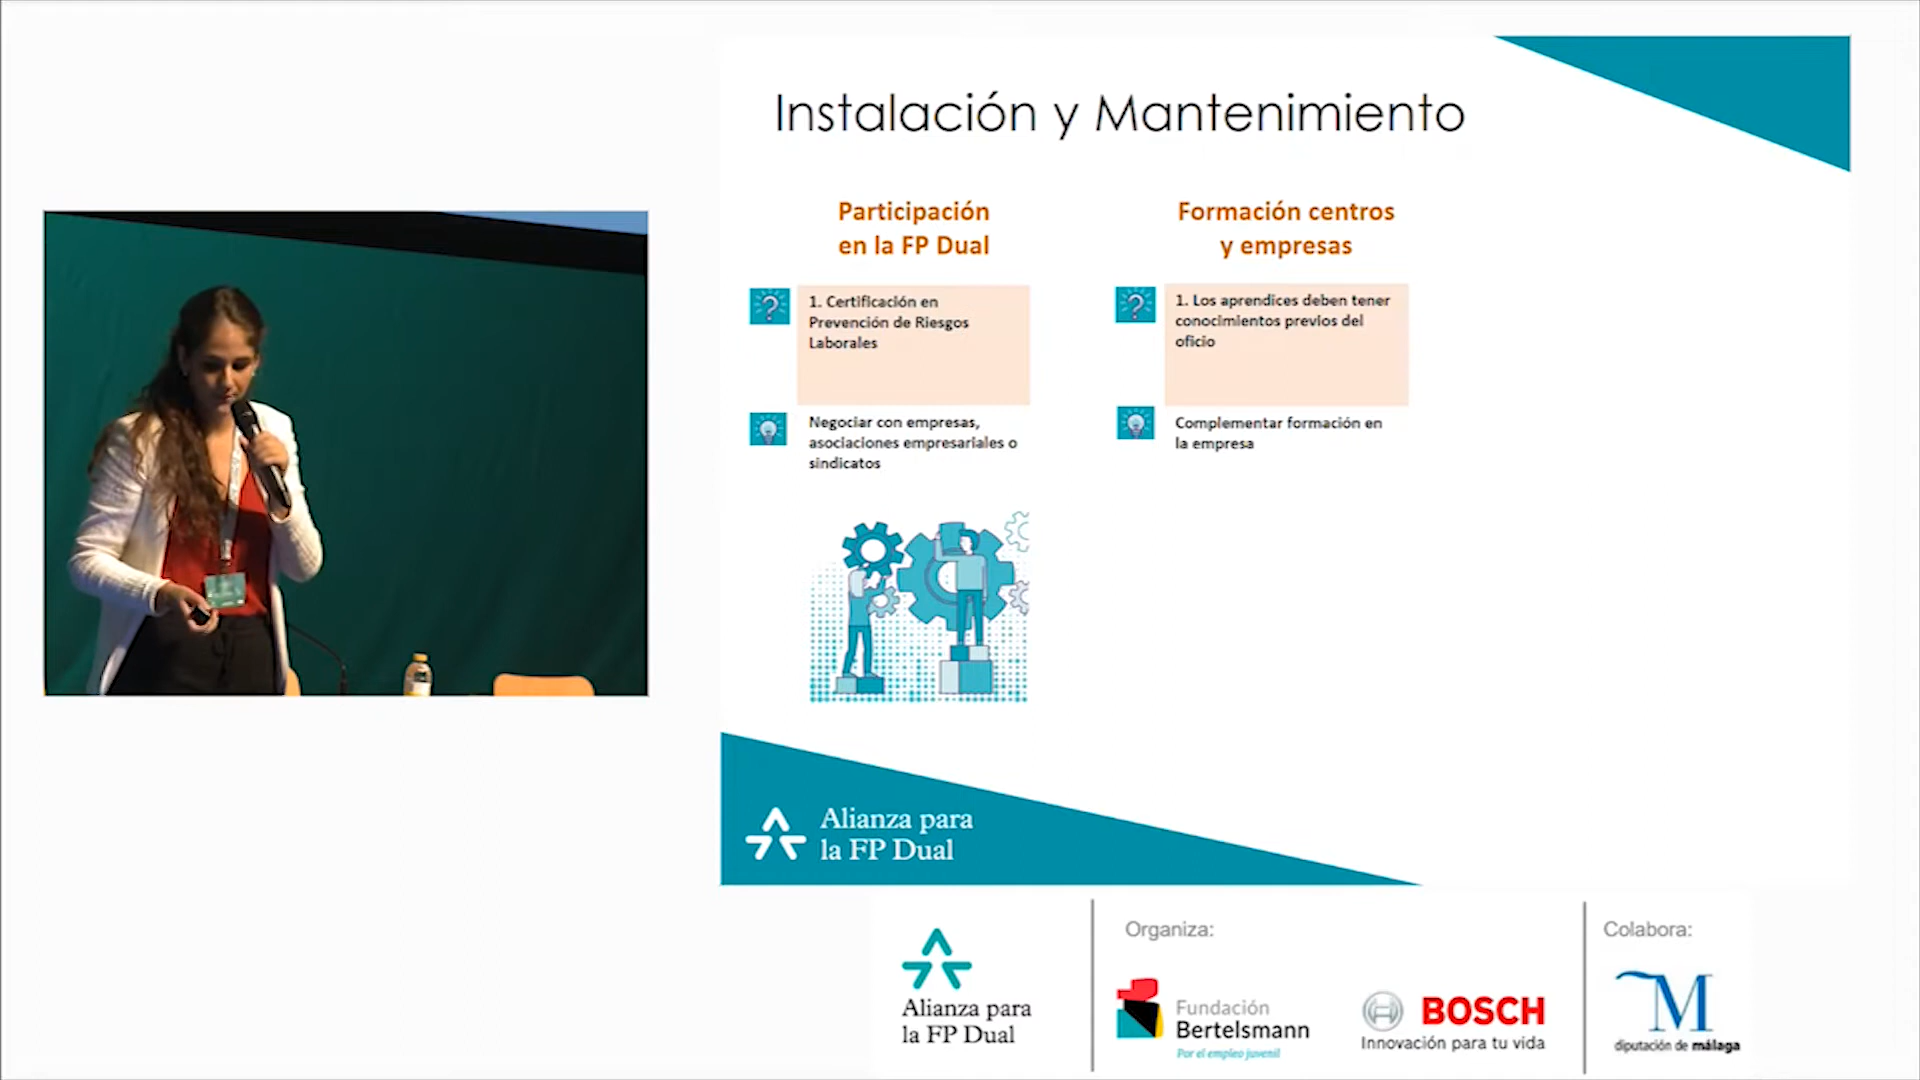 Instalación y Mantenimiento
Participación
en la FP Dual
1. Certificación en
Prevención de Riesgos
Laborales
Negociar con empresas,
asociaciones empresariales o
sindicatos
Formación centros
y empresas
1. Los aprendices deben tener
conocimientos previos del
oficio
Complementar formación en
la empresa
Alianza para
la FP Dual
Alianza para
la FP Dual
Organiza:
Fundación
Bertelsmann
Por el empleo juvenil
BOSCH
Innovación para tu vida
Colabora:
M
diputación de málaga